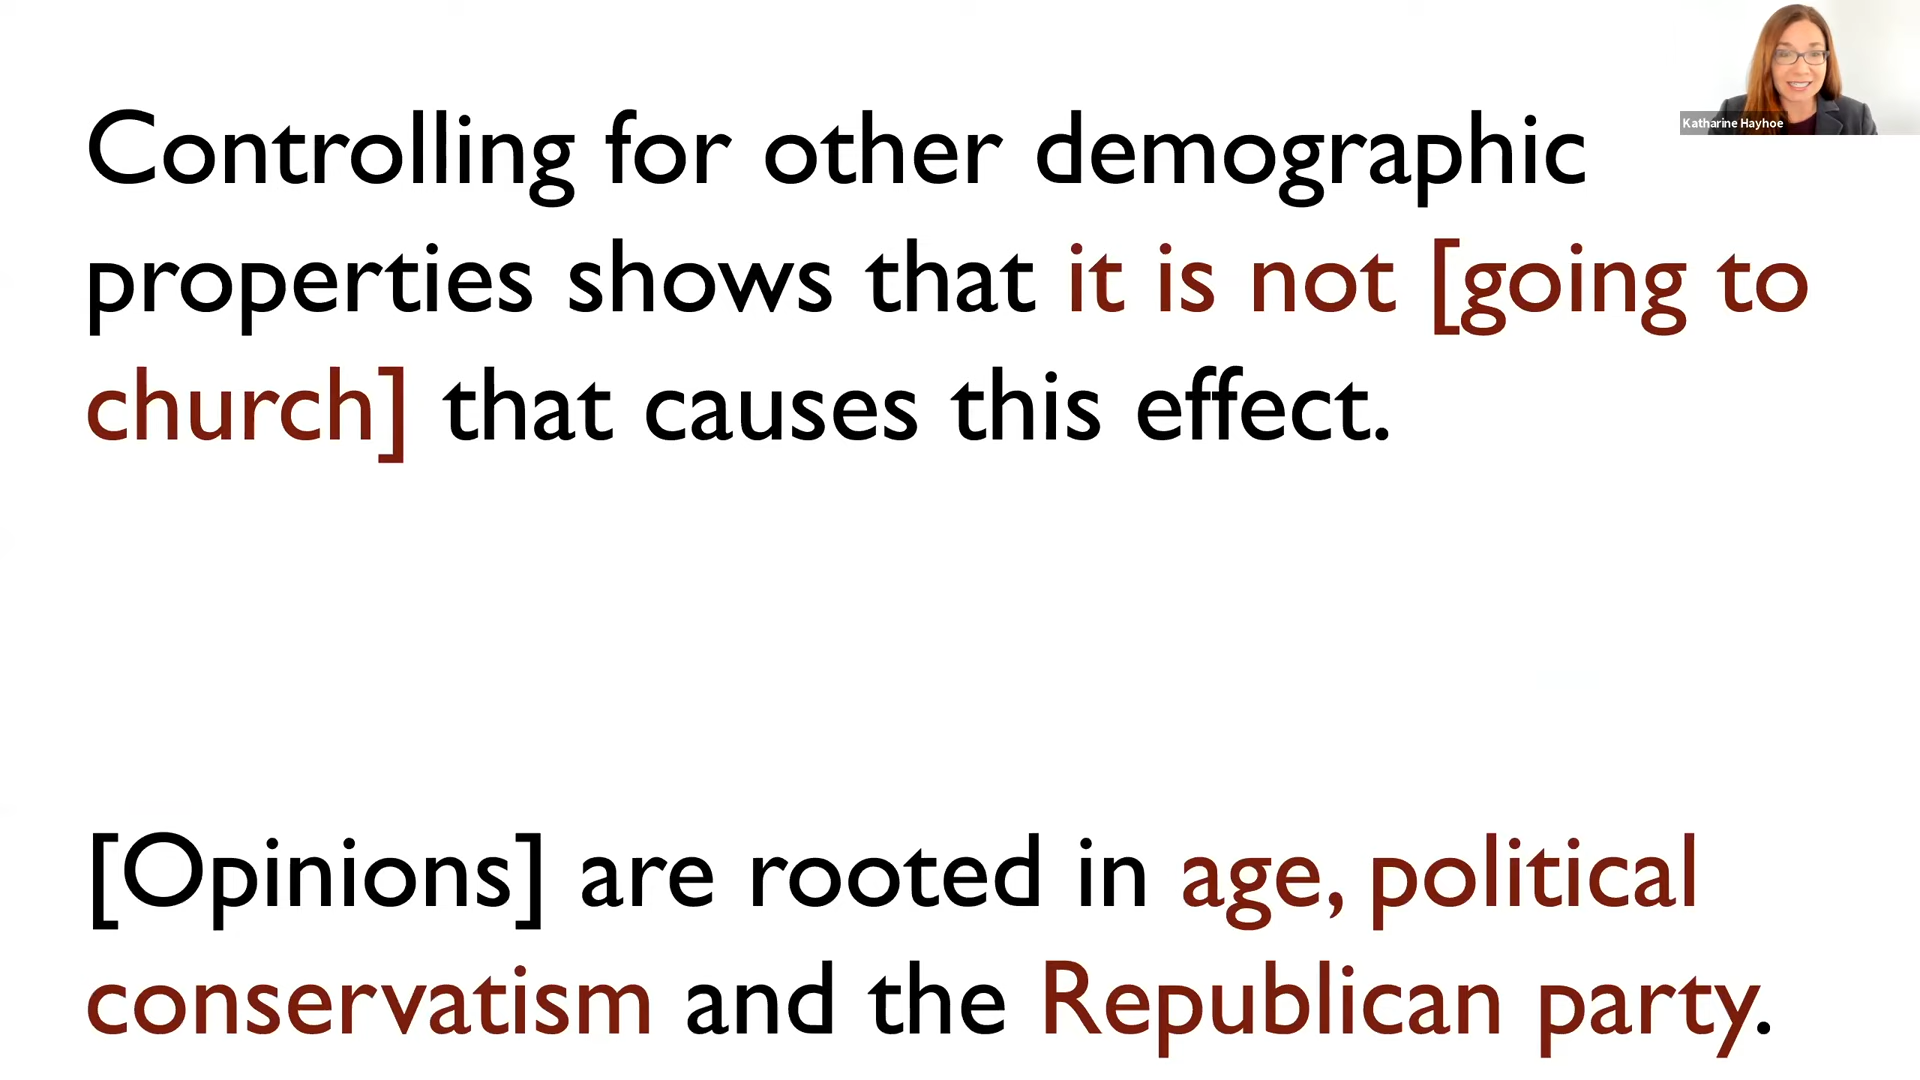 Katharine Hayhoe
Controlling for other demographic
properties shows that it is not [going to
church] that causes this effect.
[Opinions] are rooted in age, political
conservatism and the Republican party.